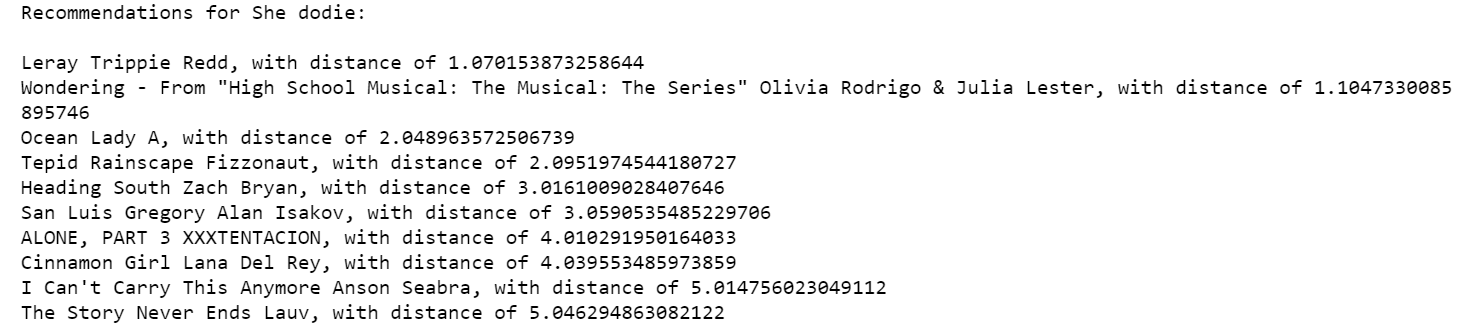 Recommendations for She dodie:
Leray Trippie Redd, with distance of 1.070153873258644
Wondering - From "High School Musical: The Musical: The Series" Olivia Rodrigo & Julia Lester, with distance of 1.1047330085
895746
Ocean Lady A, with distance of 2.048963572506739
Tepid Rainscape Fizzonaut, with distance of 2.0951974544180727
Heading South Zach Bryan, with distance of 3.0161009028407646
San Luis Gregory Alan Isakov, with distance of 3.0590535485229706
ALONE, PART 3 XXXTENTACION, with distance of 4.010291950164033
Cinnamon Girl Lana Del Rey, with distance of 4.039553485973859
I Can't Carry This Anymore Anson Seabra, with distance of 5.014756023049112
The Story Never Ends Lauv, with distance of 5.046294863082122